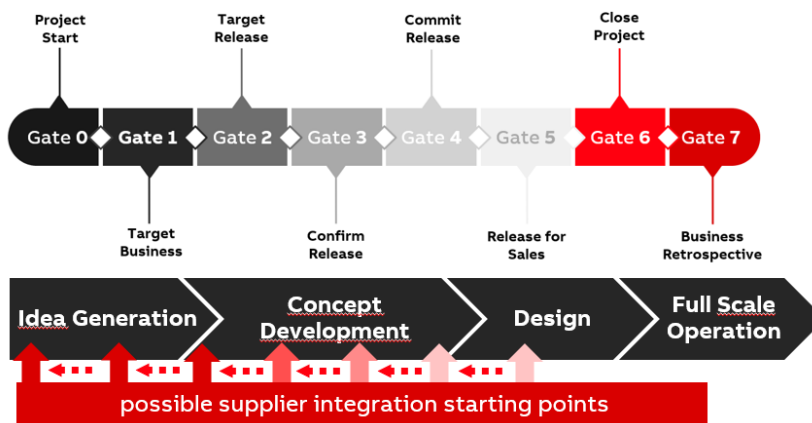 Project
Start
Target
Release
Commit
Release
Close
Project
Gate 0
Gate 1
Gate 2
Gate 3
Gate 4
Gate 5
Gate 6
Gate 7
Target
Business
Confirm
Release
Release for
Sales
Business
Retrospective
Idea Generation
Concept
Development
Design
Full Scale
Operation
possible supplier integration starting points